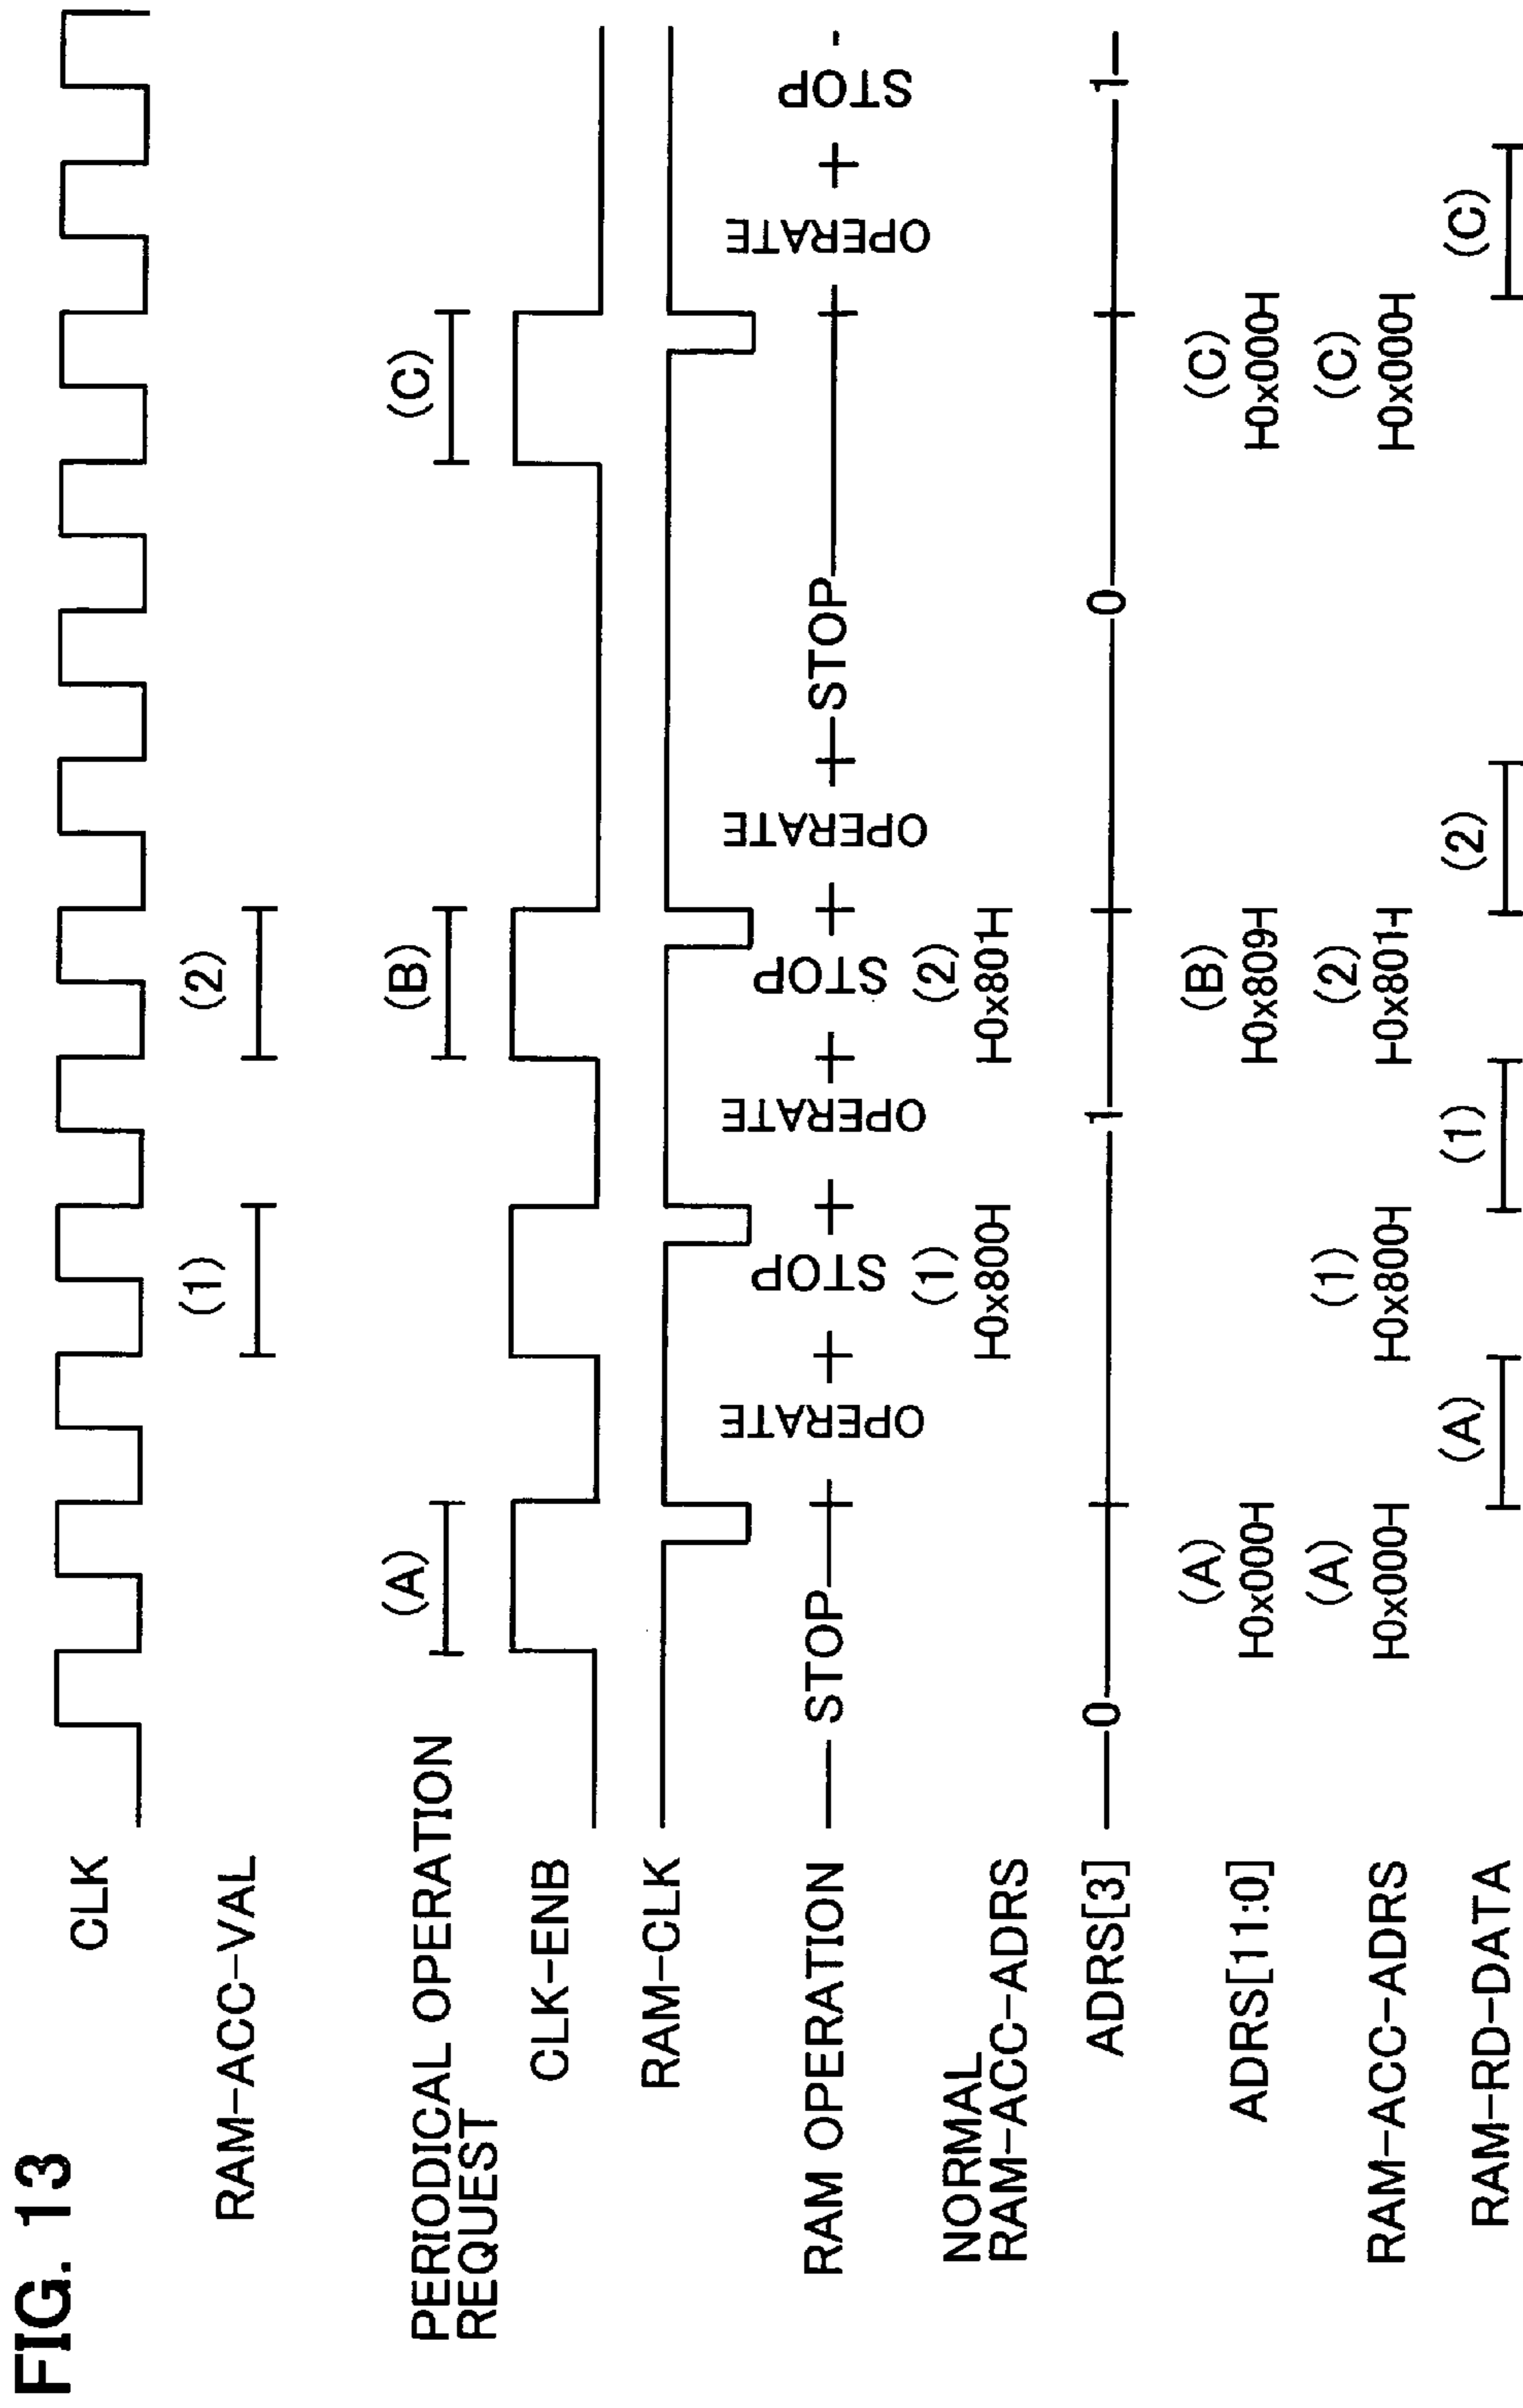 FIG. 13
CLK
RAM-ACC-VAL
(1)
(2)
PERIODICAL OPERATION
REQUEST
(A)
(B)
(C)
CLK-ENB
RAM-CLK
RAM OPERATION
STOP
OPERATE
STOP
OPERATE
STOP
OPERATE
STOP
OPERATE
STOP
NORMAL
RAM-ACC-ADRS
(1)
0x800
(2)
0x801
ADRS[3]
0
1
0
1
ADRS[11:0]
(A)
0x000
(B)
0x809
(C)
0x000
RAM-ACC-ADRS
(A)
0x000
(1)
0x800
(2)
0x801
(C)
0x000
RAM-RD-DATA
(A)
(1)
(2)
(C)